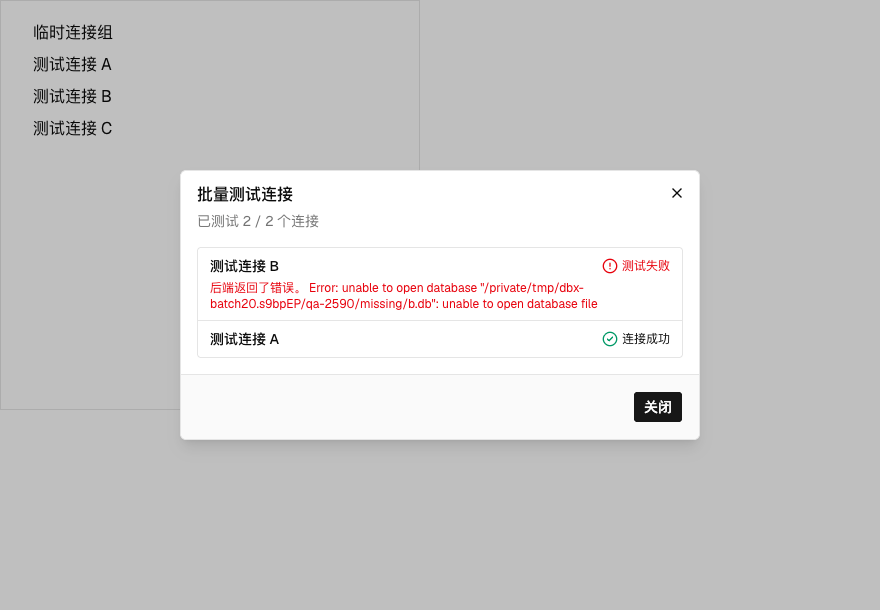 临时连接组
测试连接 A
测试连接 B
测试连接 C
批量测试连接
已测试 2 / 2 个连接
测试连接 B
测试失败
后端返回了错误。 Error: unable to open database "/private/tmp/dbx-
batch20.s9bpEP/qa-2590/missing/b.db": unable to open database file
测试连接 A
连接成功
关闭